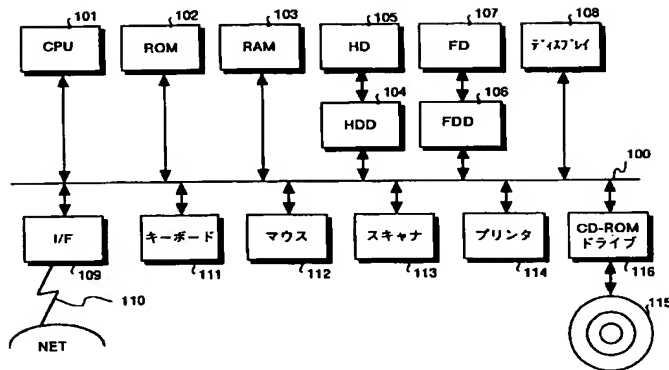 101
102
103
105
107
108
CPU
ROM
RAM
HD
FD
ディスプレイ
104
106
HDD
FDD
100
I/F
キーボード
マウス
スキャナ
プリンタ
CD-ROM
ドライブ
109
111
112
113
114
116
110
115
NET